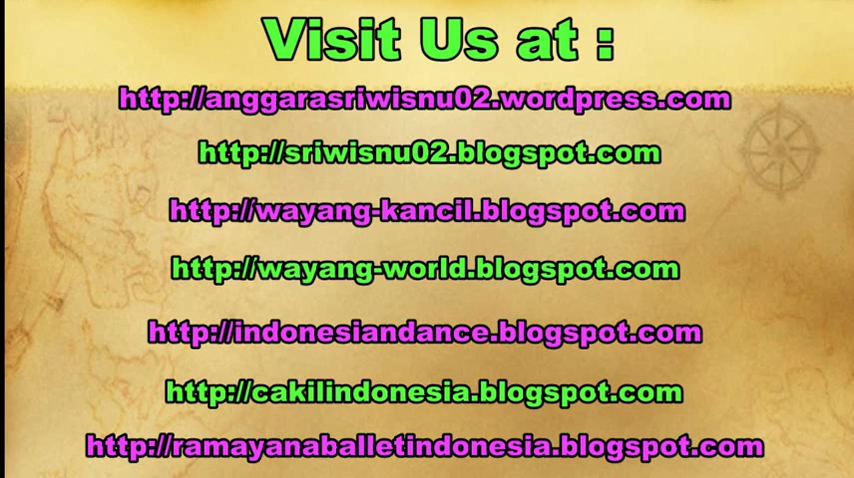 Visit Us at :
http://anggarasriwisnu02.wordpress.com
http://sriwisnu02.blogspot.com
http://wayang-kancil.blogspot.com
http://wayang-world.blogspot.com
http://indonesiandance.blogspot.com
http://cakilindonesia.blogspot.com
http://ramayanaballetindonesia.blogspot.com